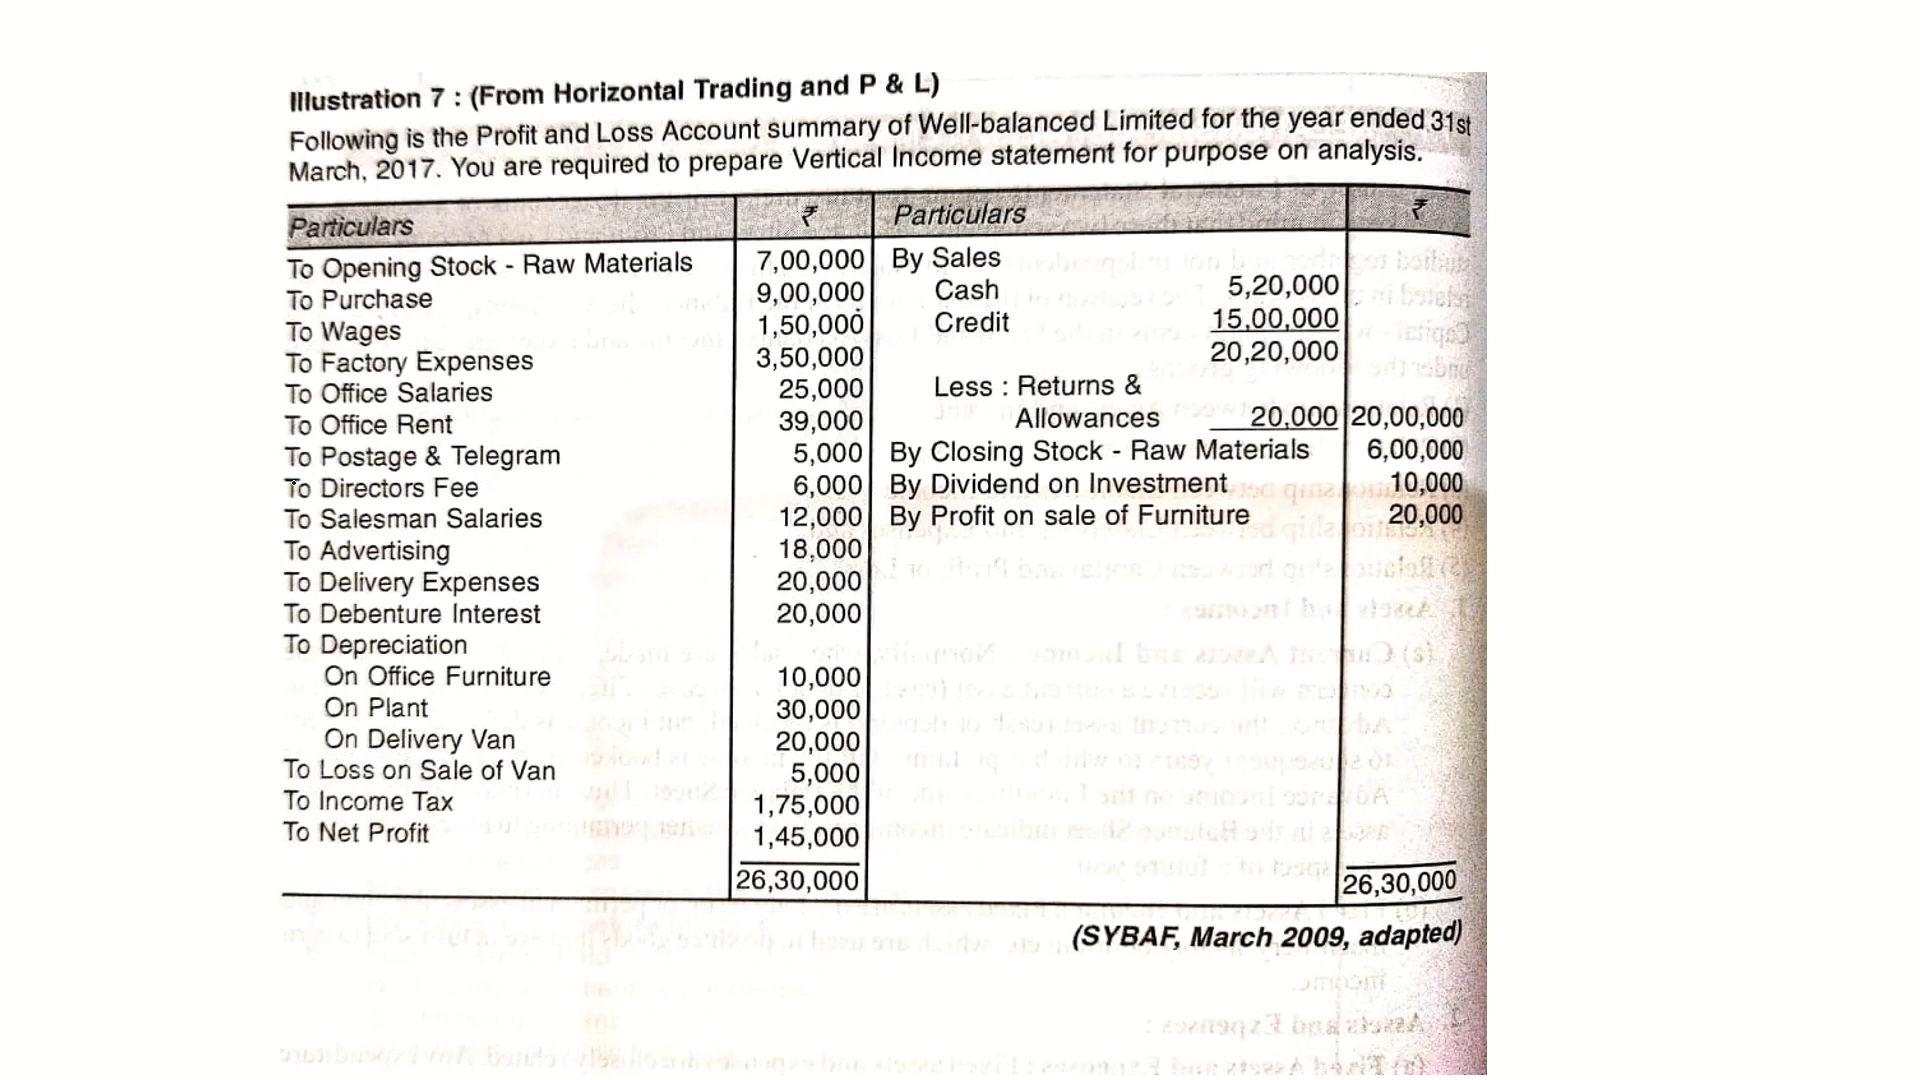 Illustration 7 : (From Horizontal Trading and P & L)
Following is the Profit and Loss Account summary of Well-balanced Limited for the year ended 31st
March, 2017. You are required to prepare Vertical Income statement for purpose on analysis.
Particulars ₹ Particulars ₹
To Opening Stock - Raw Materials 7,00,000 By Sales
To Purchase 9,00,000 Cash 5,20,000
To Wages 1,50,000 Credit 15,00,000
To Factory Expenses 3,50,000 20,20,000
To Office Salaries 25,000 Less : Returns &
To Office Rent 39,000 Allowances 20,000 20,00,000
To Postage & Telegram 5,000 By Closing Stock - Raw Materials 6,00,000
To Directors Fee 6,000 By Dividend on Investment 10,000
To Salesman Salaries 12,000 By Profit on sale of Furniture 20,000
To Advertising 18,000
To Delivery Expenses 20,000
To Debenture Interest 20,000
To Depreciation
On Office Furniture 10,000
On Plant 30,000
On Delivery Van 20,000
To Loss on Sale of Van 5,000
To Income Tax 1,75,000
To Net Profit 1,45,000
26,30,000 26,30,000
(SYBAF, March 2009, adapted)